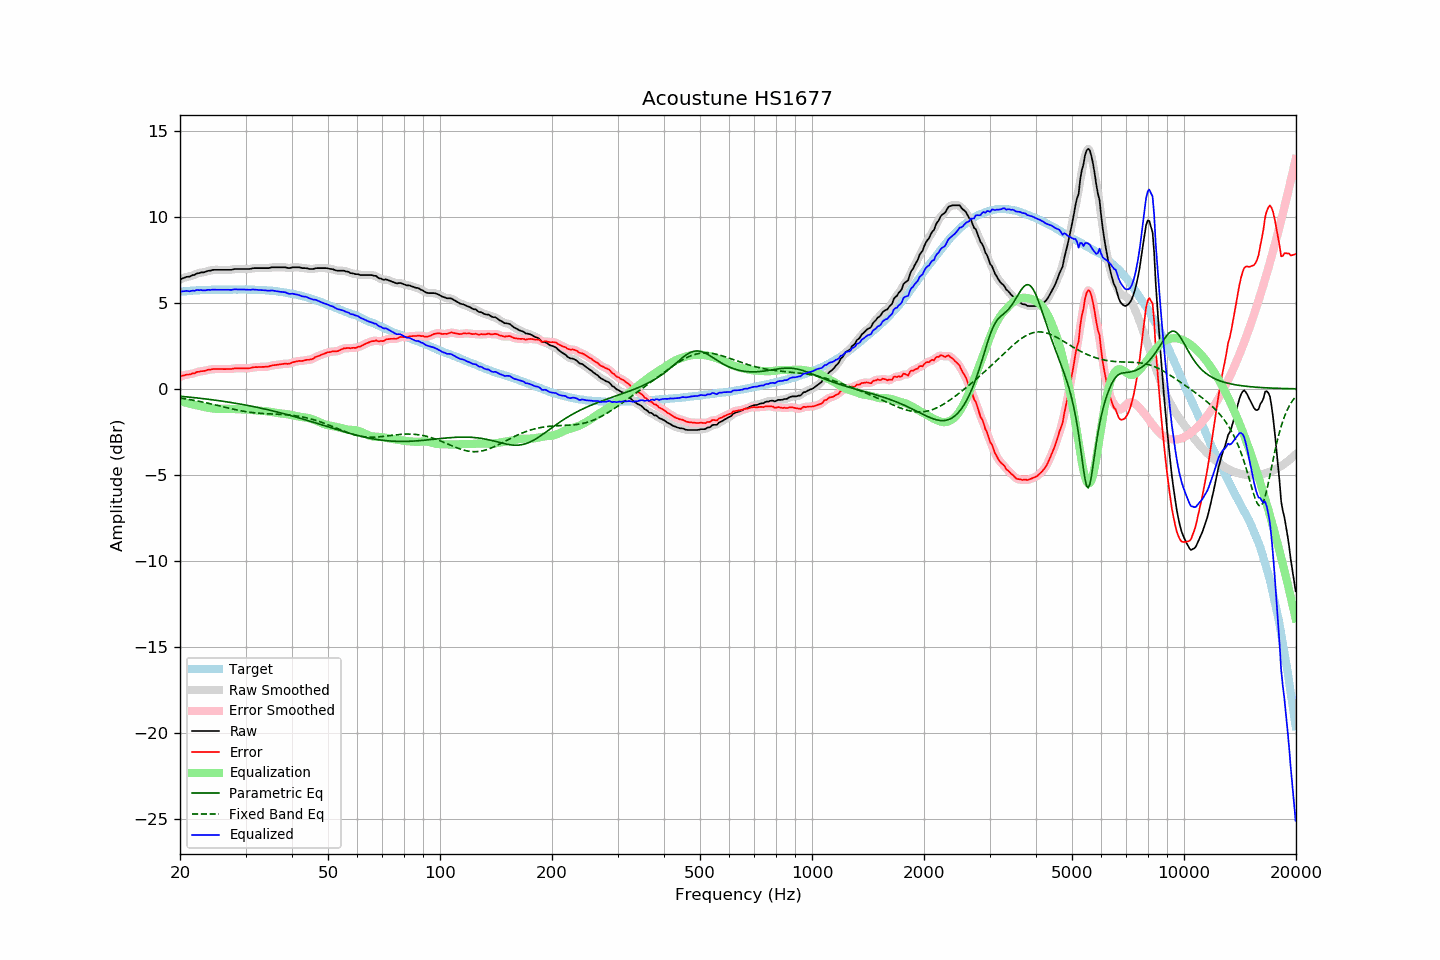 Acoustune HS1677
15
10
5
0
−5
−10
−15
−20
−25
Amplitude (dBr)
Target
Raw Smoothed
Error Smoothed
Raw
Error
Equalization
Parametric Eq
Fixed Band Eq
Equalized
20 50 100 200 500 1000 2000 5000 10000 20000
Frequency (Hz)